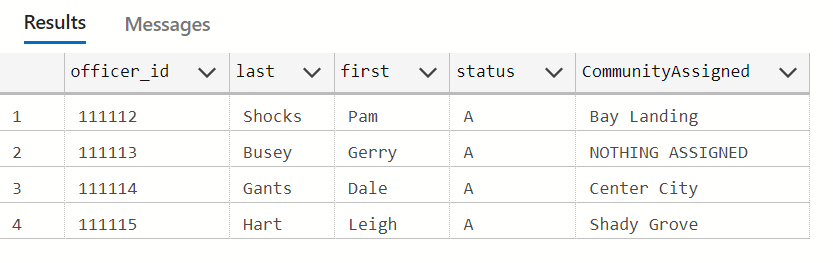 Results Messages
officer_id last first status CommunityAssigned
1 111112 Shocks Pam A Bay Landing
2 111113 Busey Gerry A NOTHING ASSIGNED
3 111114 Gants Dale A Center City
4 111115 Hart Leigh A Shady Grove